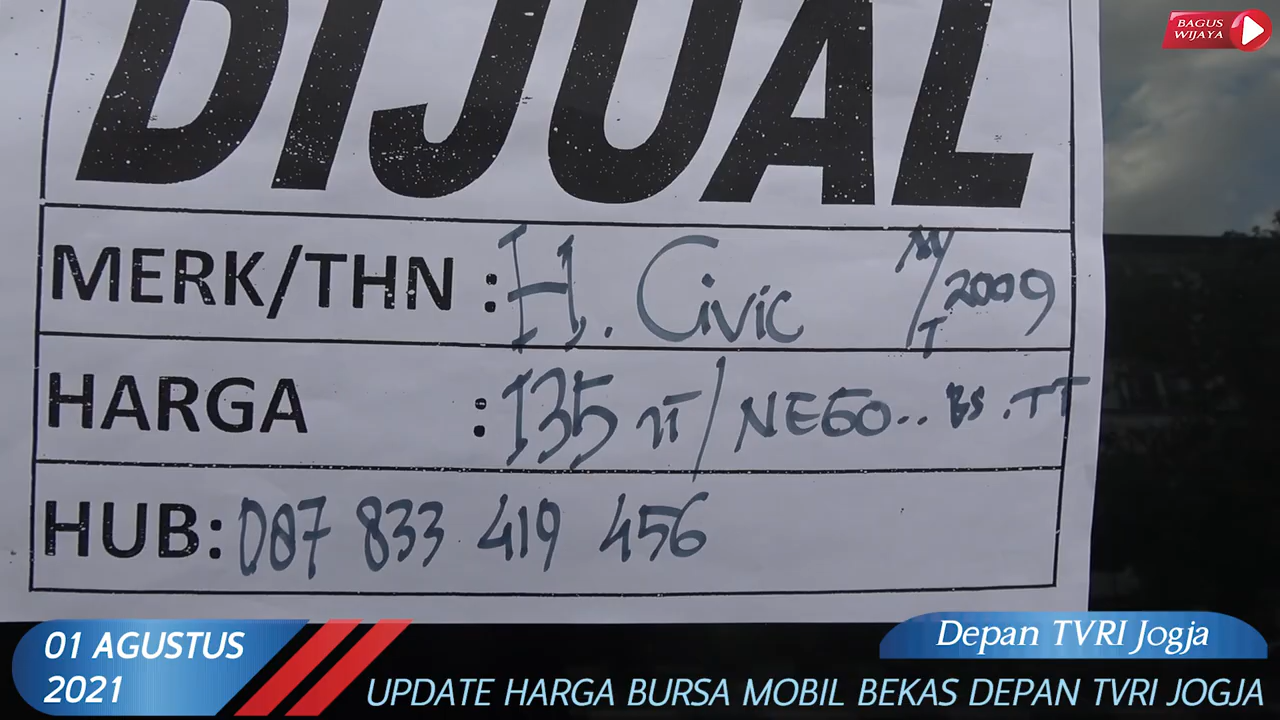 BAGUS
WIJAYA
DIJUAL
MERK/THN : H. Civic M/T 2009
HARGA : 135 JT / NEGO.. BS. TT
HUB: 087 833 419 456
01 AGUSTUS
2021
Depan TVRI Jogja
UPDATE HARGA BURSA MOBIL BEKAS DEPAN TVRI JOGJA